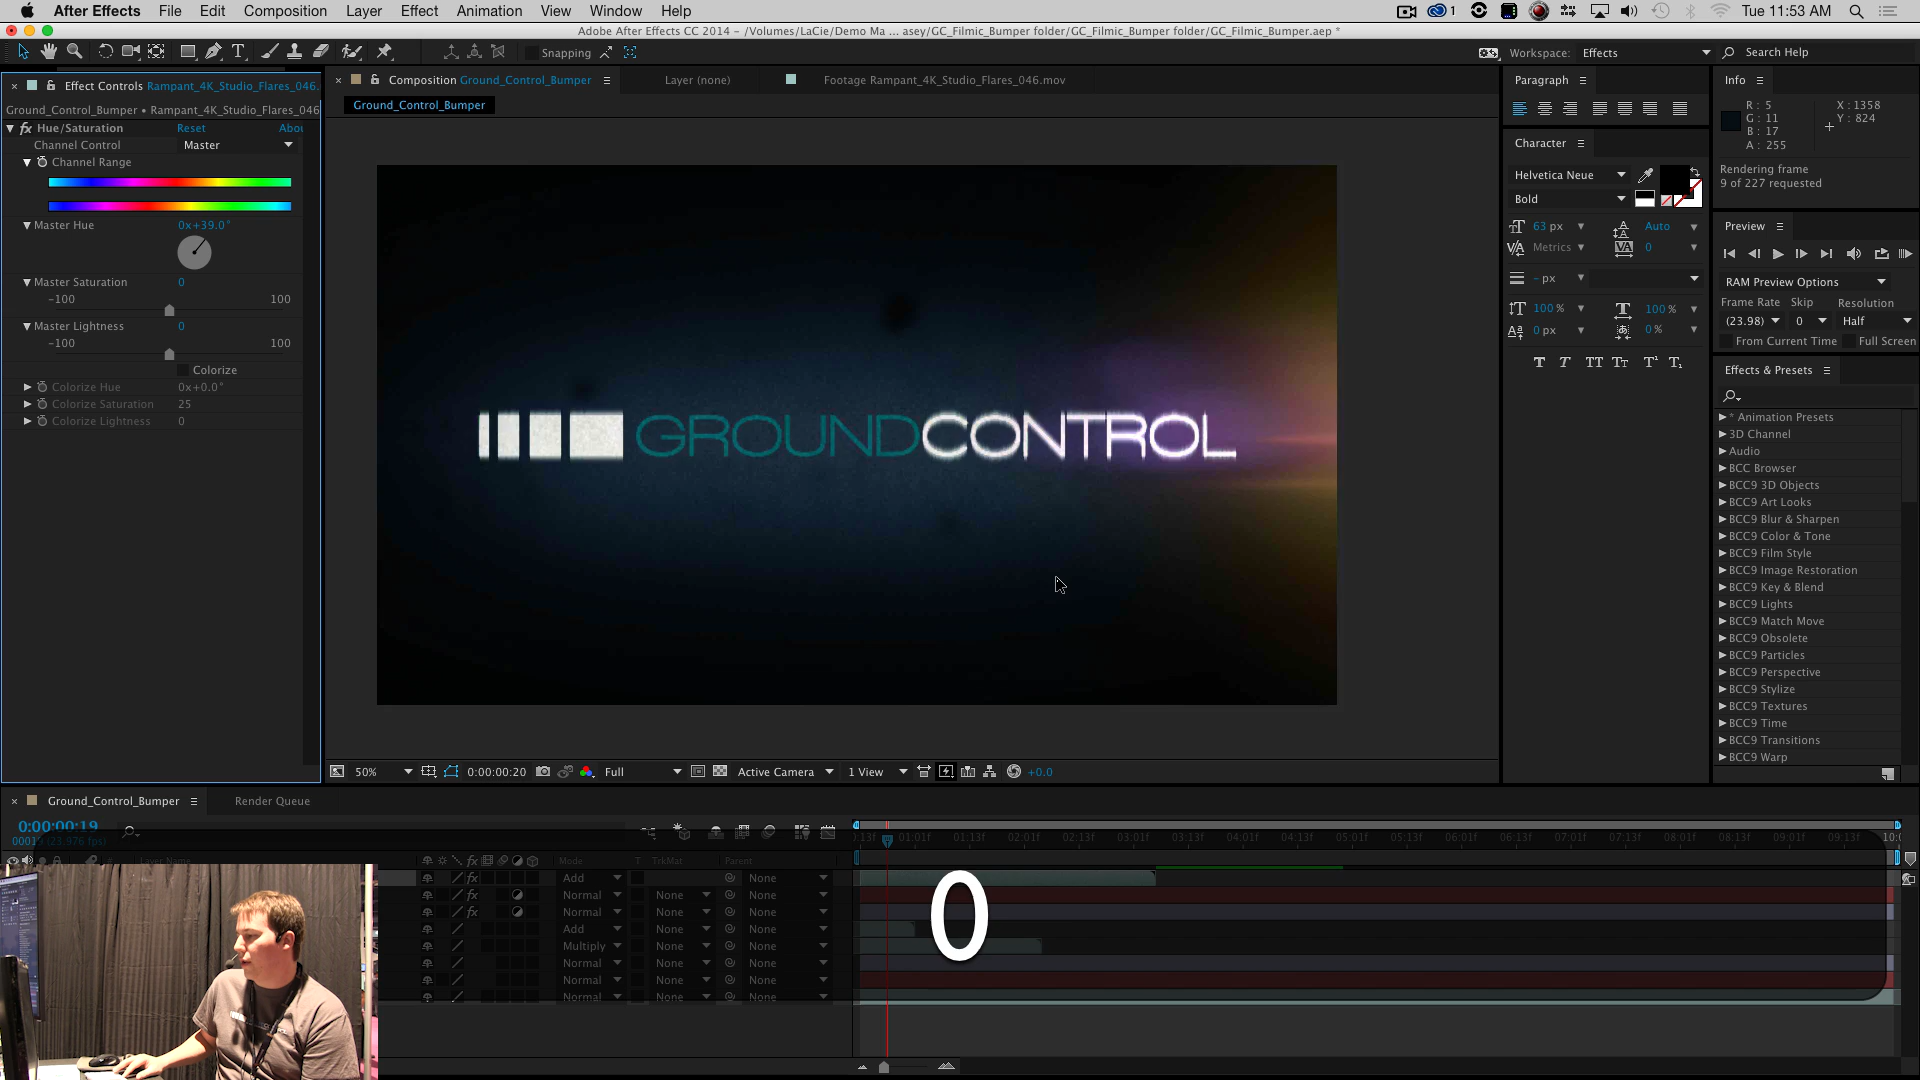 After Effects File Edit Composition Layer Effect Animation View Window Help
1 Tue 11:53 AM
Adobe After Effects CC 2014 - /Volumes/LaCie/Demo Ma ... asey/GC_Filmic_Bumper folder/GC_Filmic_Bumper folder/GC_Filmic_Bumper.aep *
Snapping
Workspace: Effects
Search Help
Effect Controls Rampant_4K_Studio_Flares_046.
Composition Ground_Control_Bumper
Layer (none)
Footage Rampant_4K_Studio_Flares_046.mov
Ground_Control_Bumper • Rampant_4K_Studio_Flares_046
Ground_Control_Bumper
fx Hue/Saturation Reset Abou
Channel Control Master
Channel Range
Master Hue 0x+39.0°
Master Saturation 0
-100 100
Master Lightness 0
-100 100
Colorize
Colorize Hue 0x+0.0°
Colorize Saturation 25
Colorize Lightness 0
GROUNDCONTROL
50% 0:00:00:20 Full Active Camera 1 View +0.0
Paragraph
Character
Helvetica Neue
Bold
63 px Auto
Metrics 0
- px
100 % 100 %
0 px 0 %
Info
R : 5 X : 1358
G : 11 Y : 824
B : 17
A : 255
Rendering frame
9 of 227 requested
Preview
RAM Preview Options
Frame Rate Skip Resolution
(23.98) 0 Half
From Current Time Full Screen
Effects & Presets
* Animation Presets
3D Channel
Audio
BCC Browser
BCC9 3D Objects
BCC9 Art Looks
BCC9 Blur & Sharpen
BCC9 Color & Tone
BCC9 Film Style
BCC9 Image Restoration
BCC9 Key & Blend
BCC9 Lights
BCC9 Match Move
BCC9 Obsolete
BCC9 Particles
BCC9 Perspective
BCC9 Stylize
BCC9 Textures
BCC9 Time
BCC9 Transitions
BCC9 Warp
Ground_Control_Bumper
Render Queue
0:00:00:19
:13f 01:01f 01:13f 02:01f 02:13f 03:01f 03:13f 04:01f 04:13f 05:01f 05:13f 06:01f 06:13f 07:01f 07:13f 08:01f 08:13f 09:01f 09:13f 10:0
Layer Name
Mode T TrkMat Parent
Add None
Normal None None
Normal None None
Add None None
Multiply None None
Normal None None
Normal None None
Normal None None
0